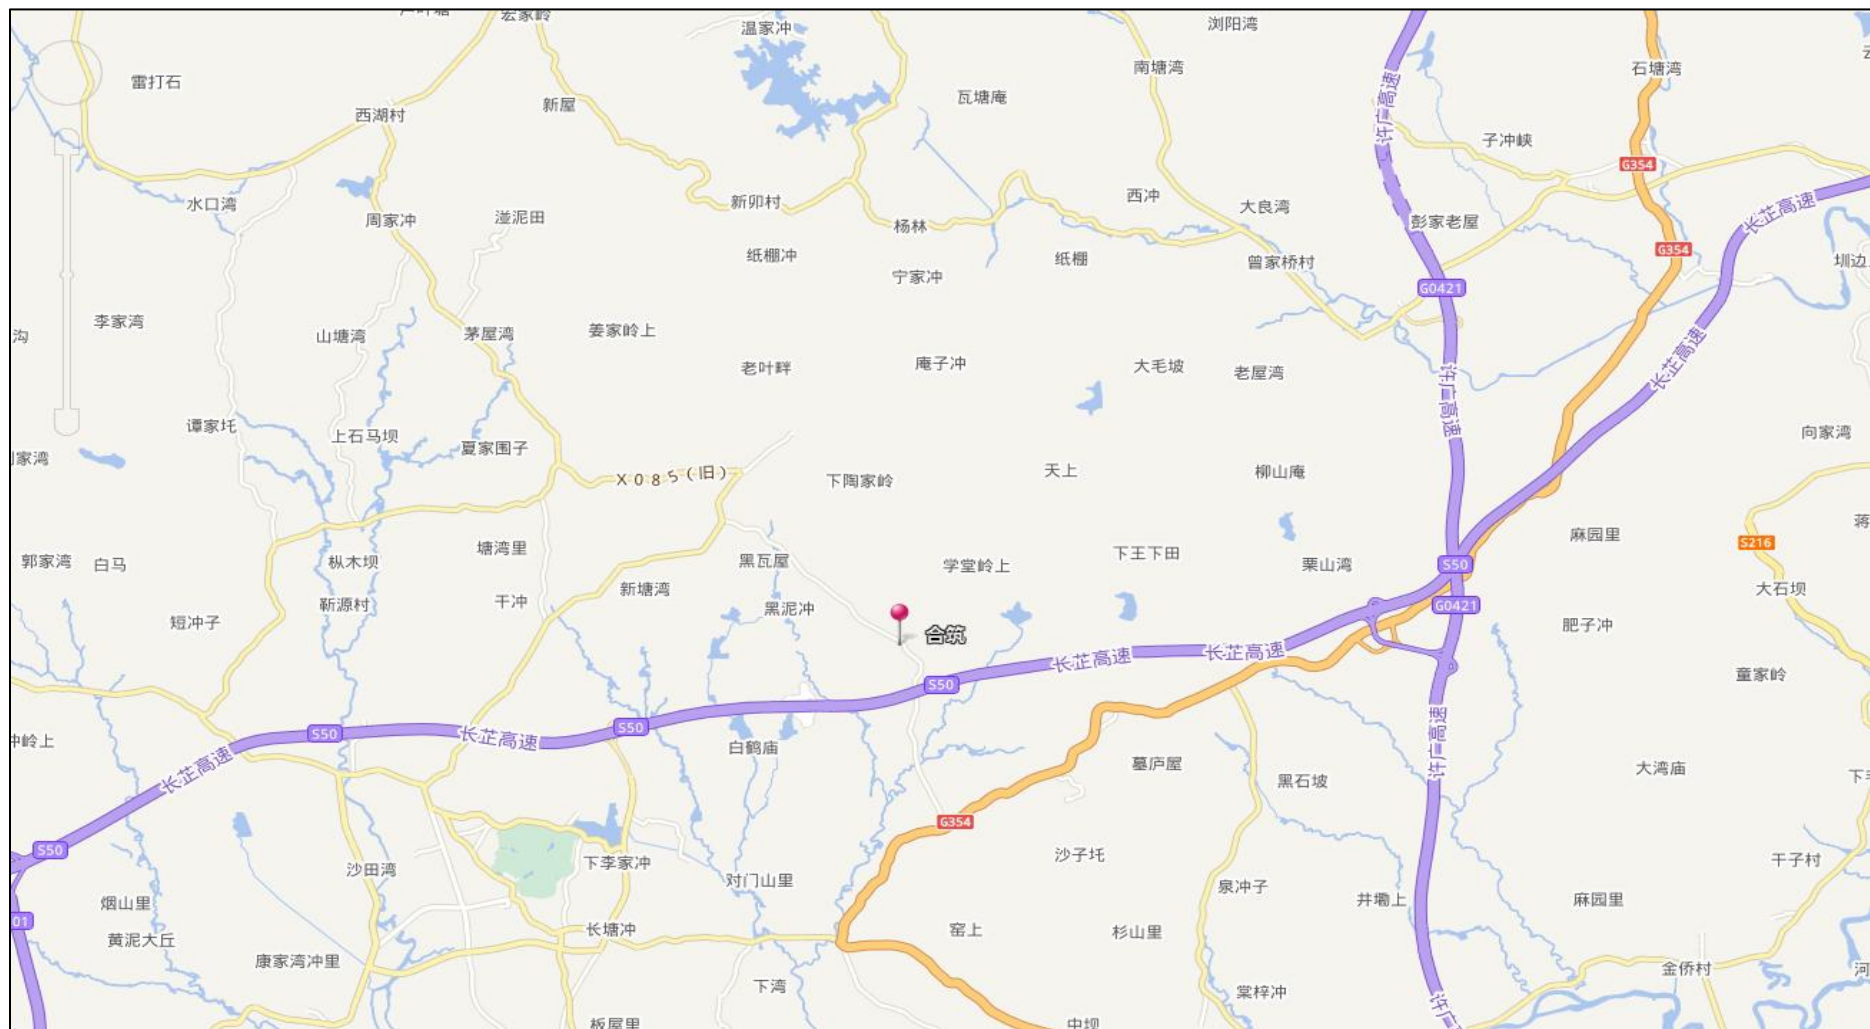 宏家岭
温家冲
浏阳湾
南塘湾
石塘湾
雷打石
西湖村
新屋
瓦塘庵
许广高速
子冲峡
G354
水口湾
周家冲
湴泥田
新卯村
杨林
西冲
大良湾
彭家老屋
长芷高速
G354
纸棚冲
宁家冲
纸棚
曾家桥村
圳边
G0421
李家湾
山塘湾
茅屋湾
姜家岭上
沟
老叶畔
庵子冲
大毛坡
老屋湾
长芷高速
许广高速
谭家圫
上石马坝
夏家围子
向家湾
家湾
X085(旧)
下陶家岭
天上
柳山庵
麻园里
蒋
S216
郭家湾
白马
枞木坝
塘湾里
黑瓦屋
学堂岭上
下王下田
栗山湾
S50
大石坝
新塘湾
靳源村
干冲
黑泥冲
G0421
短冲子
合筑
肥子冲
长芷高速
长芷高速
童家岭
S50
冲岭上
S50
长芷高速
S50
许广高速
白鹤庙
长芷高速
墓庐屋
黑石坡
大湾庙
下
G354
S50
沙田湾
下李家冲
沙子圫
干子村
对门山里
泉冲子
烟山里
井塅上
麻园里
01
黄泥大丘
长塘冲
窑上
杉山里
康家湾冲里
金侨村
河
下湾
棠梓冲
许广高速
板屋里
中坝